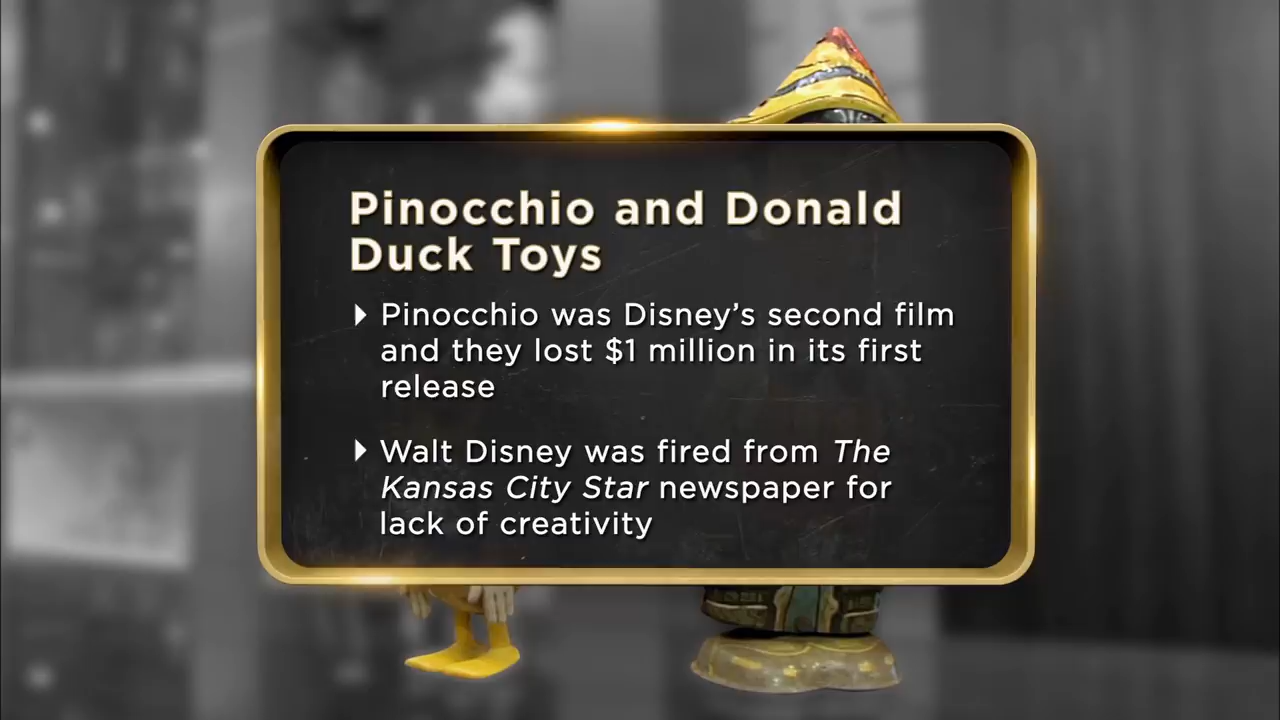 Pinocchio and Donald
Duck Toys
Pinocchio was Disney’s second film
and they lost $1 million in its first
release
Walt Disney was fired from The
Kansas City Star newspaper for
lack of creativity